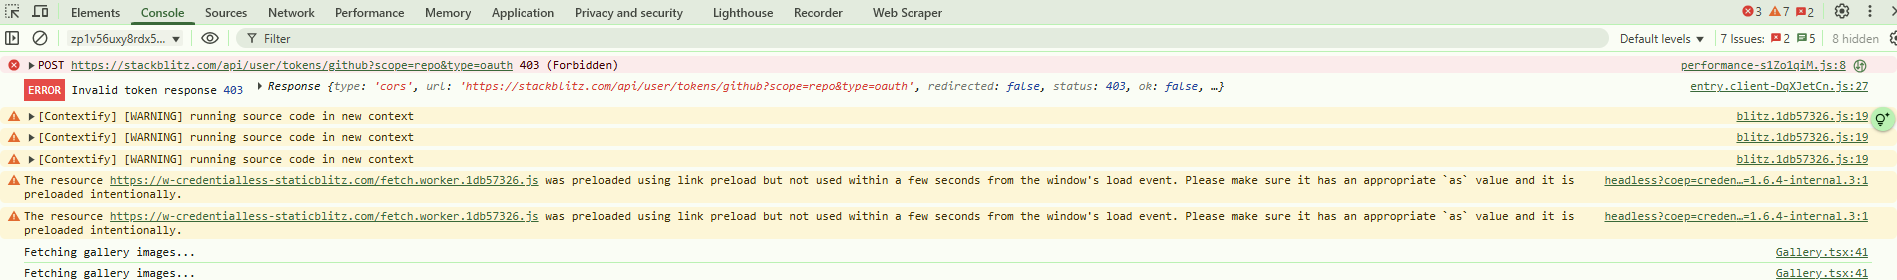 Elements Console Sources Network Performance Memory Application Privacy and security Lighthouse Recorder Web Scraper 3 7 2
zp1v56uxy8rdx5... Filter Default levels 7 Issues: 2 5 8 hidden
POST https://stackblitz.com/api/user/tokens/github?scope=repo&type=oauth 403 (Forbidden) performance-s1Zo1qiM.js:8
ERROR Invalid token response 403 Response {type: 'cors', url: 'https://stackblitz.com/api/user/tokens/github?scope=repo&type=oauth', redirected: false, status: 403, ok: false, …} entry.client-DqXJetCn.js:27
[Contextify] [WARNING] running source code in new context blitz.1db57326.js:19
[Contextify] [WARNING] running source code in new context blitz.1db57326.js:19
[Contextify] [WARNING] running source code in new context blitz.1db57326.js:19
The resource https://w-credentialless-staticblitz.com/fetch.worker.1db57326.js was preloaded using link preload but not used within a few seconds from the window's load event. Please make sure it has an appropriate `as` value and it is headless?coep=creden…=1.6.4-internal.3:1
preloaded intentionally.
The resource https://w-credentialless-staticblitz.com/fetch.worker.1db57326.js was preloaded using link preload but not used within a few seconds from the window's load event. Please make sure it has an appropriate `as` value and it is headless?coep=creden…=1.6.4-internal.3:1
preloaded intentionally.
Fetching gallery images... Gallery.tsx:41
Fetching gallery images... Gallery.tsx:41